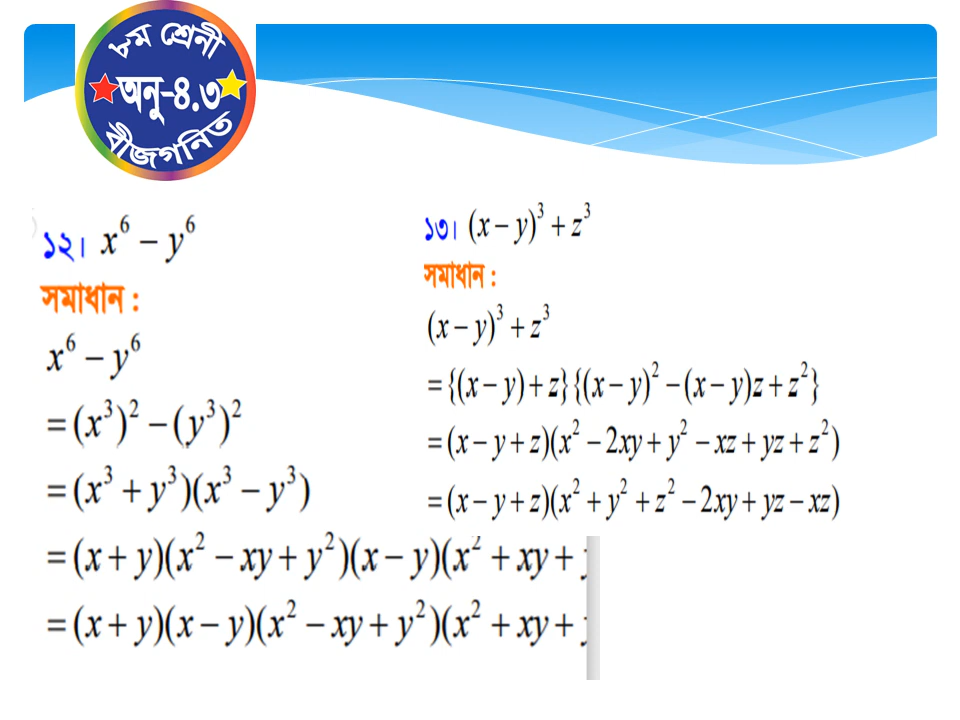 ৮ম শ্রেনী
অনু-৪.৩
বীজগনিত
১২। x⁶ − y⁶
সমাধান :
x⁶ − y⁶
= (x³)² − (y³)²
= (x³ + y³)(x³ − y³)
= (x + y)(x² − xy + y²)(x − y)(x² + xy +
= (x + y)(x − y)(x² − xy + y²)(x² + xy +
১৩। (x − y)³ + z³
সমাধান :
(x − y)³ + z³
= {(x − y) + z}{(x − y)² − (x − y)z + z²}
= (x − y + z)(x² − 2xy + y² − xz + yz + z²)
= (x − y + z)(x² + y² + z² − 2xy + yz − xz)